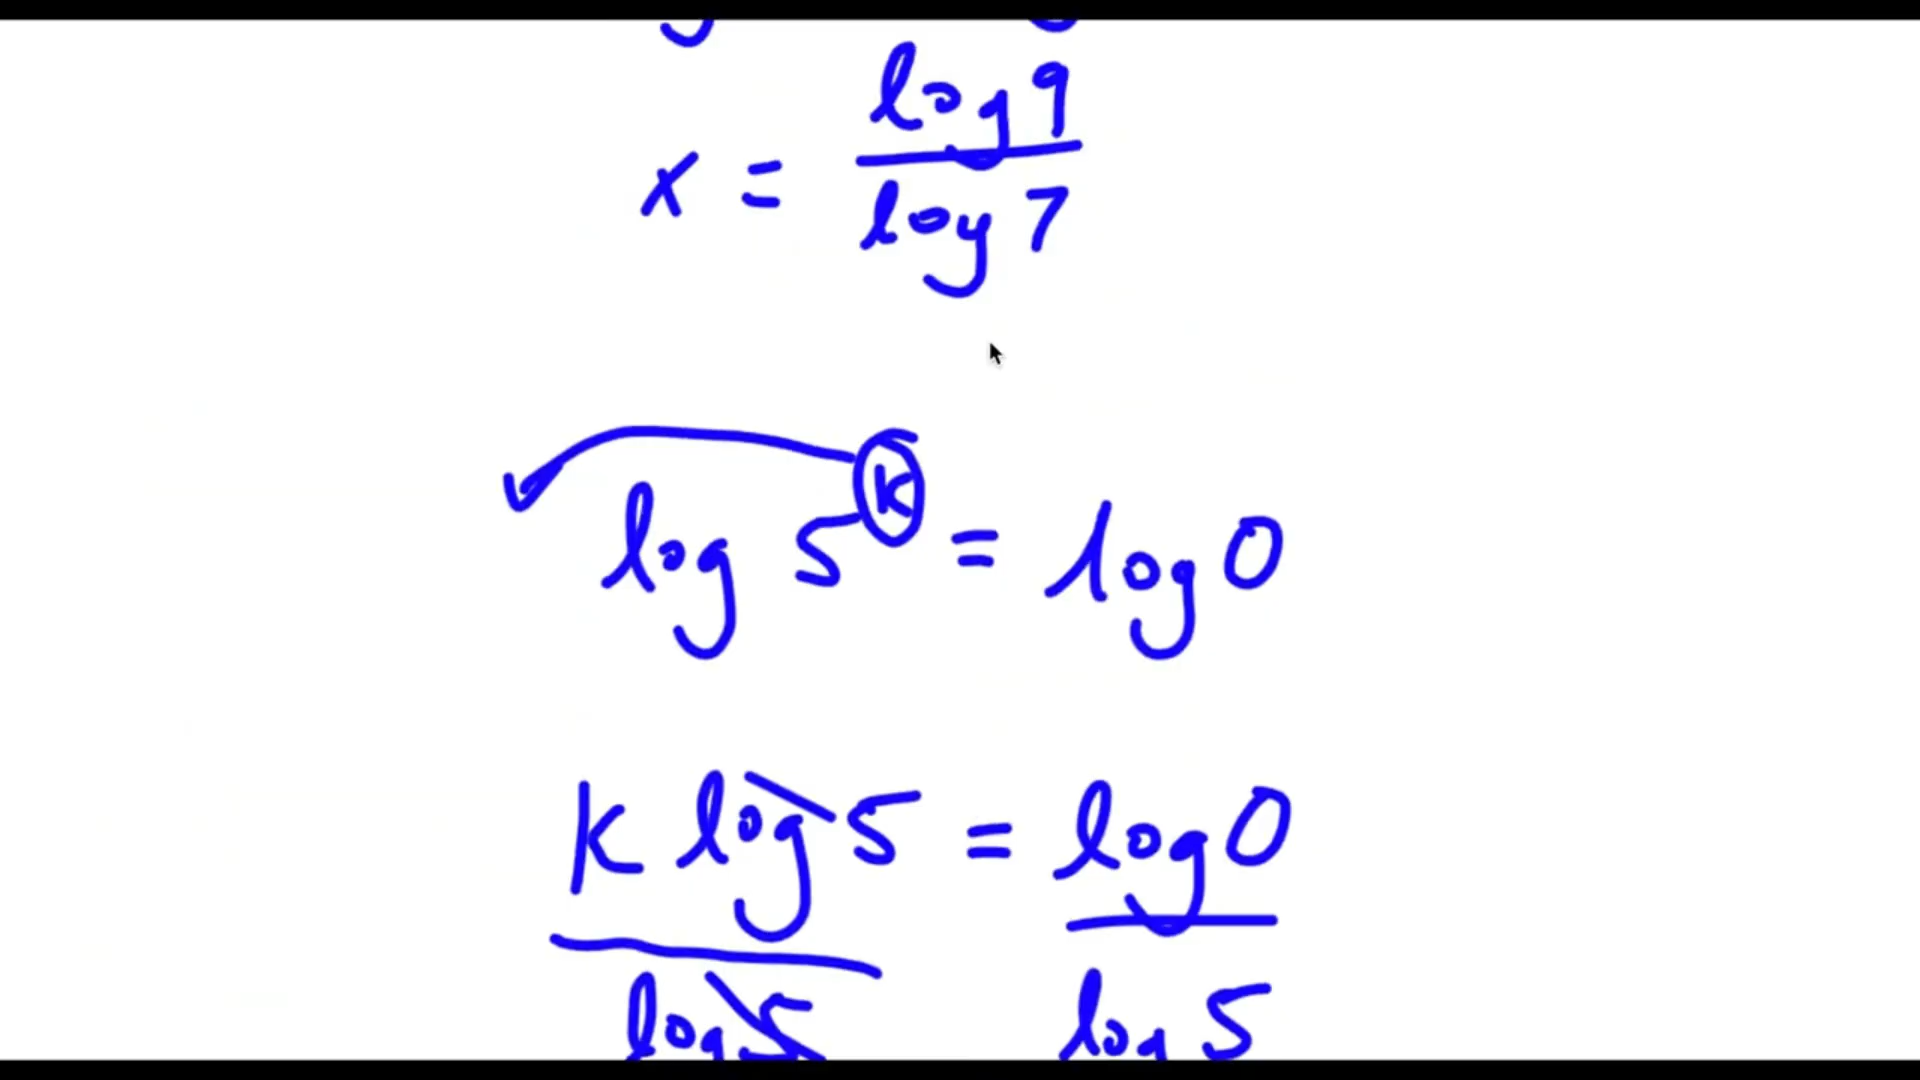 x = log 9 / log 7
log 5^k = log 0
k log 5 = log 0
log 5 log 5